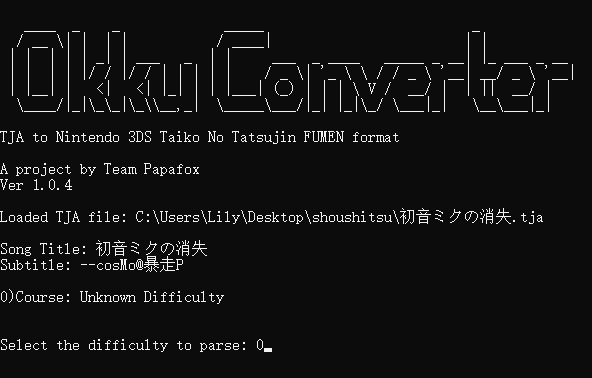 Okku Converter
TJA to Nintendo 3DS Taiko No Tatsujin FUMEN format
A project by Team Papafox
Ver 1.0.4
Loaded TJA file: C:\Users\Lily\Desktop\shoushitsu\初音ミクの消失.tja
Song Title: 初音ミクの消失
Subtitle: --cosMo@暴走P
0)Course: Unknown Difficulty
Select the difficulty to parse: 0